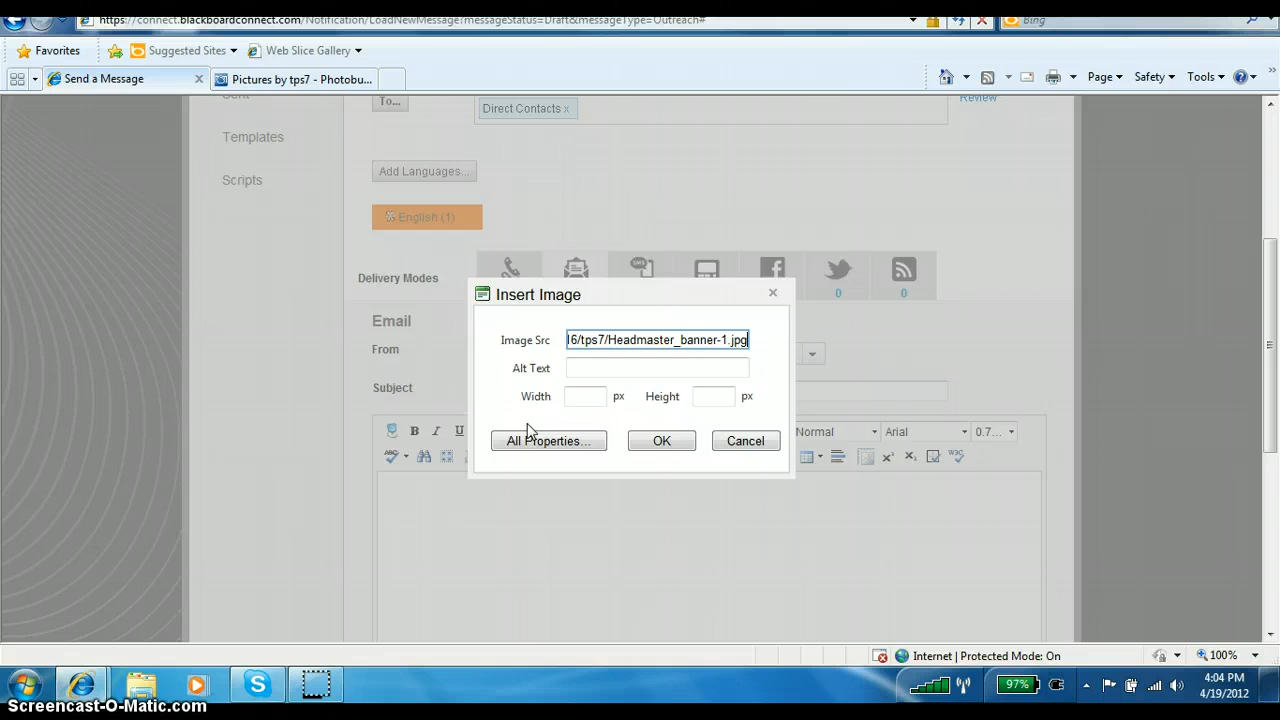 https://connect.blackboardconnect.com/Notification/LoadNewMessage?messageStatus=Draft&messageType=Outreach#
Bing
Favorites
Suggested Sites
Web Slice Gallery
Send a Message
x
Pictures by tps7 - Photobu...
Page
Safety
Tools
Sent
To...
Direct Contacts x
Review
Templates
Add Languages...
Scripts
English (1)
Delivery Modes
SMS
0
0
Insert Image
Email
Image Src
l6/tps7/Headmaster_banner-1.jpg
From
Alt Text
Subject
Width
px
Height
px
B I U
Normal
Arial
0.7...
All Properties...
OK
Cancel
ABC
W3C
Internet | Protected Mode: On
100%
97%
4:04 PM
4/19/2012
Screencast-O-Matic.com